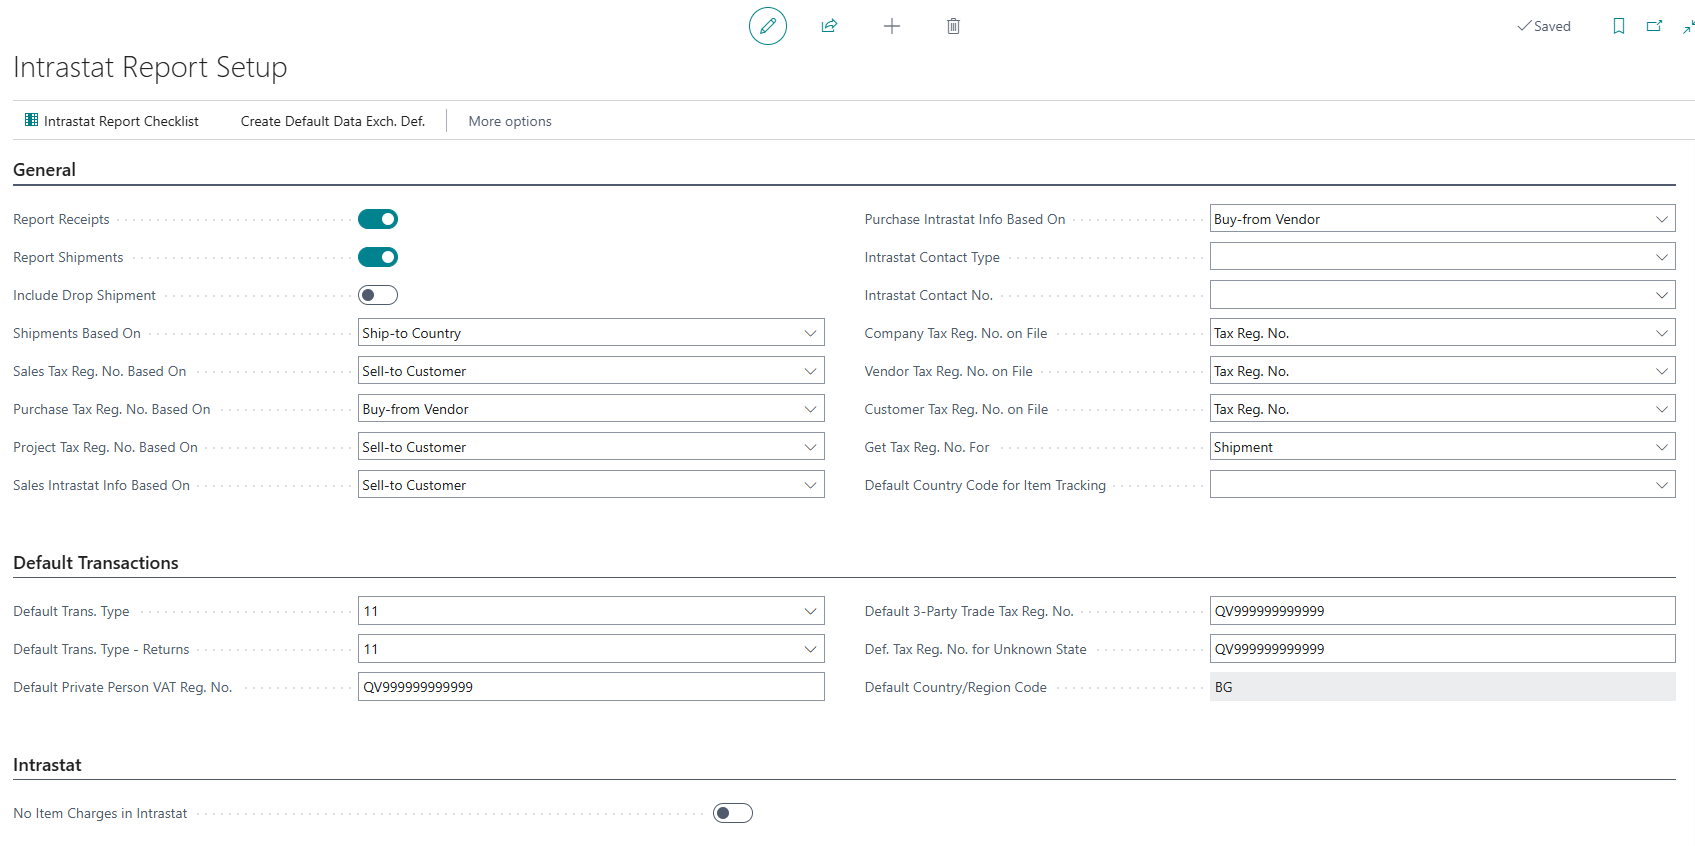 Saved
Intrastat Report Setup
Intrastat Report Checklist Create Default Data Exch. Def. More options
General
Report Receipts
Report Shipments
Include Drop Shipment
Shipments Based On Ship-to Country
Sales Tax Reg. No. Based On Sell-to Customer
Purchase Tax Reg. No. Based On Buy-from Vendor
Project Tax Reg. No. Based On Sell-to Customer
Sales Intrastat Info Based On Sell-to Customer
Purchase Intrastat Info Based On Buy-from Vendor
Intrastat Contact Type
Intrastat Contact No.
Company Tax Reg. No. on File Tax Reg. No.
Vendor Tax Reg. No. on File Tax Reg. No.
Customer Tax Reg. No. on File Tax Reg. No.
Get Tax Reg. No. For Shipment
Default Country Code for Item Tracking
Default Transactions
Default Trans. Type 11
Default Trans. Type - Returns 11
Default Private Person VAT Reg. No. QV999999999999
Default 3-Party Trade Tax Reg. No. QV999999999999
Def. Tax Reg. No. for Unknown State QV999999999999
Default Country/Region Code BG
Intrastat
No Item Charges in Intrastat